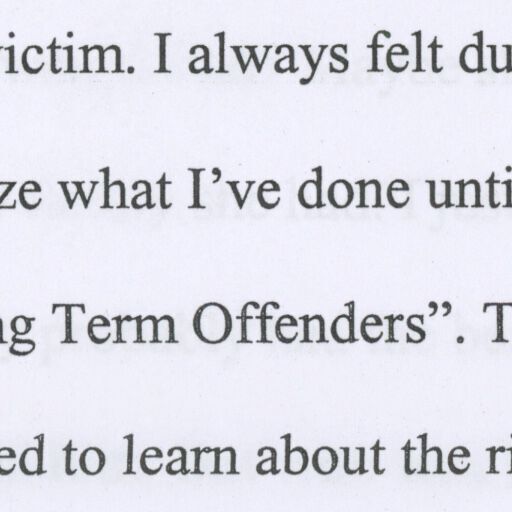 victim. I always felt du
ze what I've done unti
ng Term Offenders”. T
ed to learn about the ri